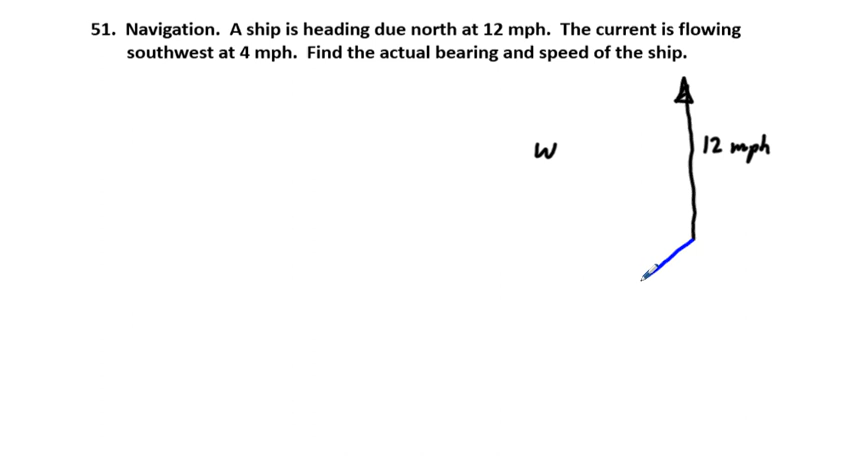 51. Navigation. A ship is heading due north at 12 mph. The current is flowing
southwest at 4 mph. Find the actual bearing and speed of the ship.
W
12 mph